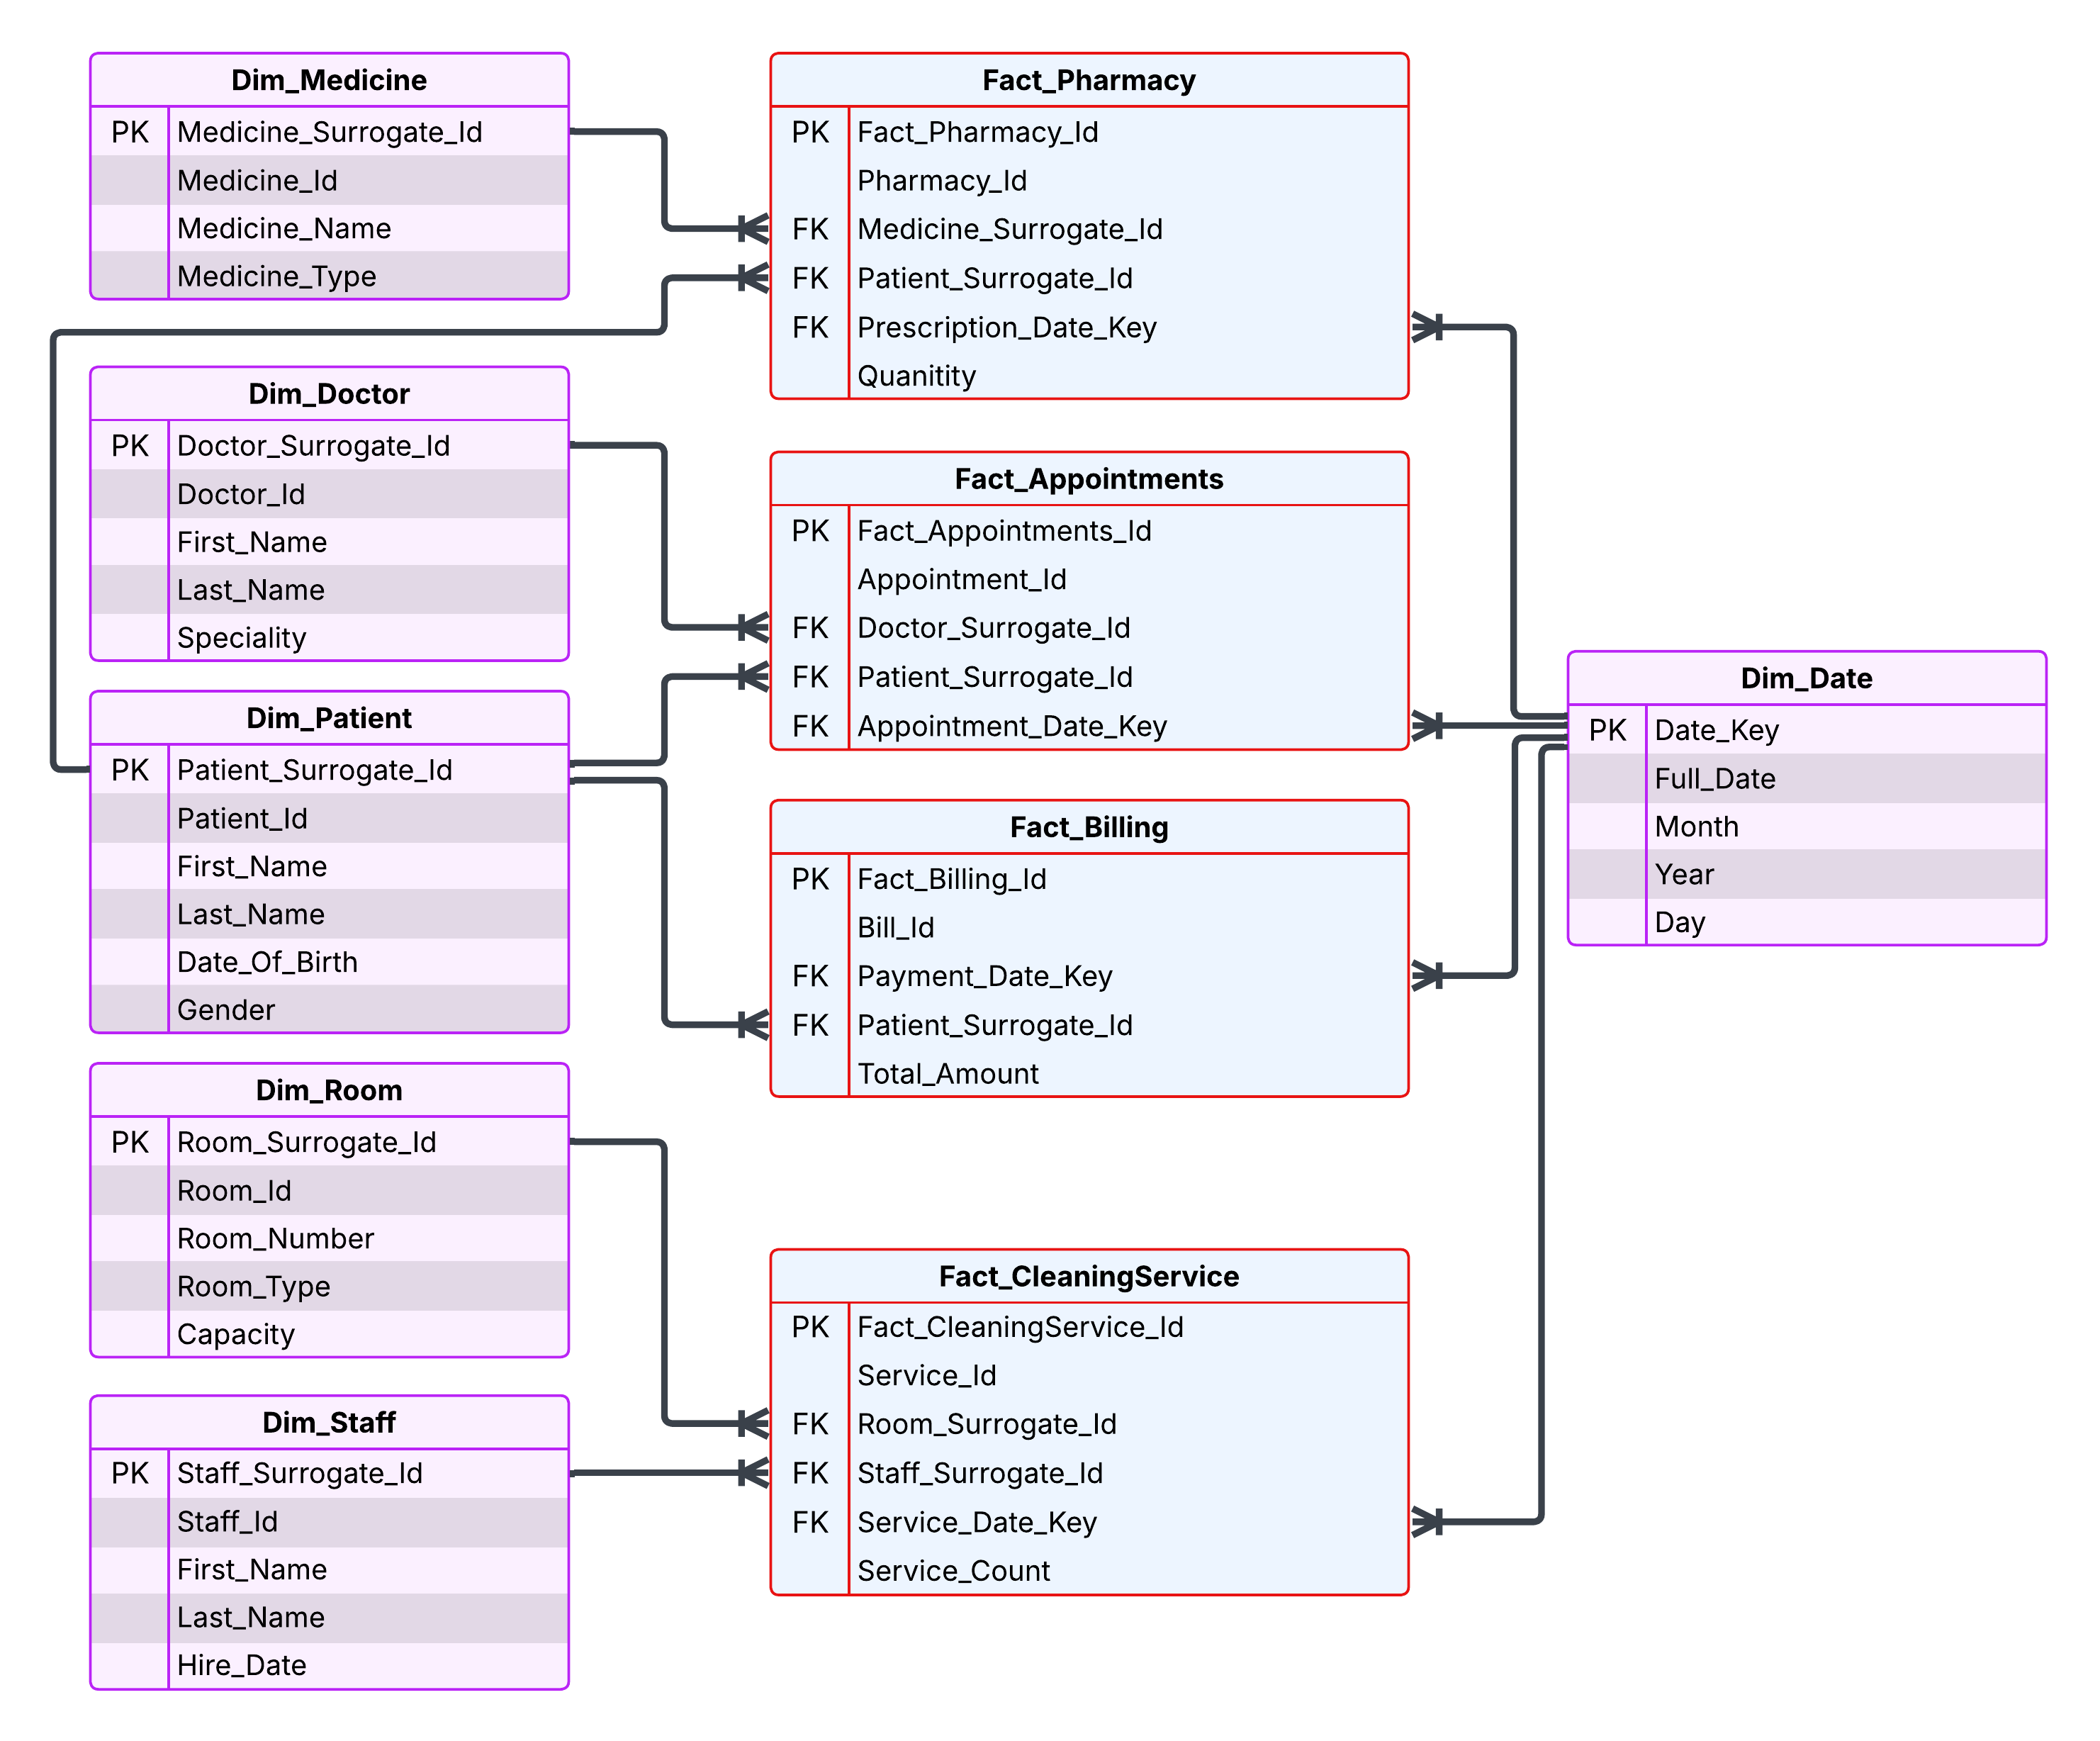 Dim_Medicine
PK Medicine_Surrogate_Id
Medicine_Id
Medicine_Name
Medicine_Type
Dim_Doctor
PK Doctor_Surrogate_Id
Doctor_Id
First_Name
Last_Name
Speciality
Dim_Patient
PK Patient_Surrogate_Id
Patient_Id
First_Name
Last_Name
Date_Of_Birth
Gender
Dim_Room
PK Room_Surrogate_Id
Room_Id
Room_Number
Room_Type
Capacity
Dim_Staff
PK Staff_Surrogate_Id
Staff_Id
First_Name
Last_Name
Hire_Date
Fact_Pharmacy
PK Fact_Pharmacy_Id
Pharmacy_Id
FK Medicine_Surrogate_Id
FK Patient_Surrogate_Id
FK Prescription_Date_Key
Quanitity
Fact_Appointments
PK Fact_Appointments_Id
Appointment_Id
FK Doctor_Surrogate_Id
FK Patient_Surrogate_Id
FK Appointment_Date_Key
Fact_Billing
PK Fact_Billing_Id
Bill_Id
FK Payment_Date_Key
FK Patient_Surrogate_Id
Total_Amount
Fact_CleaningService
PK Fact_CleaningService_Id
Service_Id
FK Room_Surrogate_Id
FK Staff_Surrogate_Id
FK Service_Date_Key
Service_Count
Dim_Date
PK Date_Key
Full_Date
Month
Year
Day